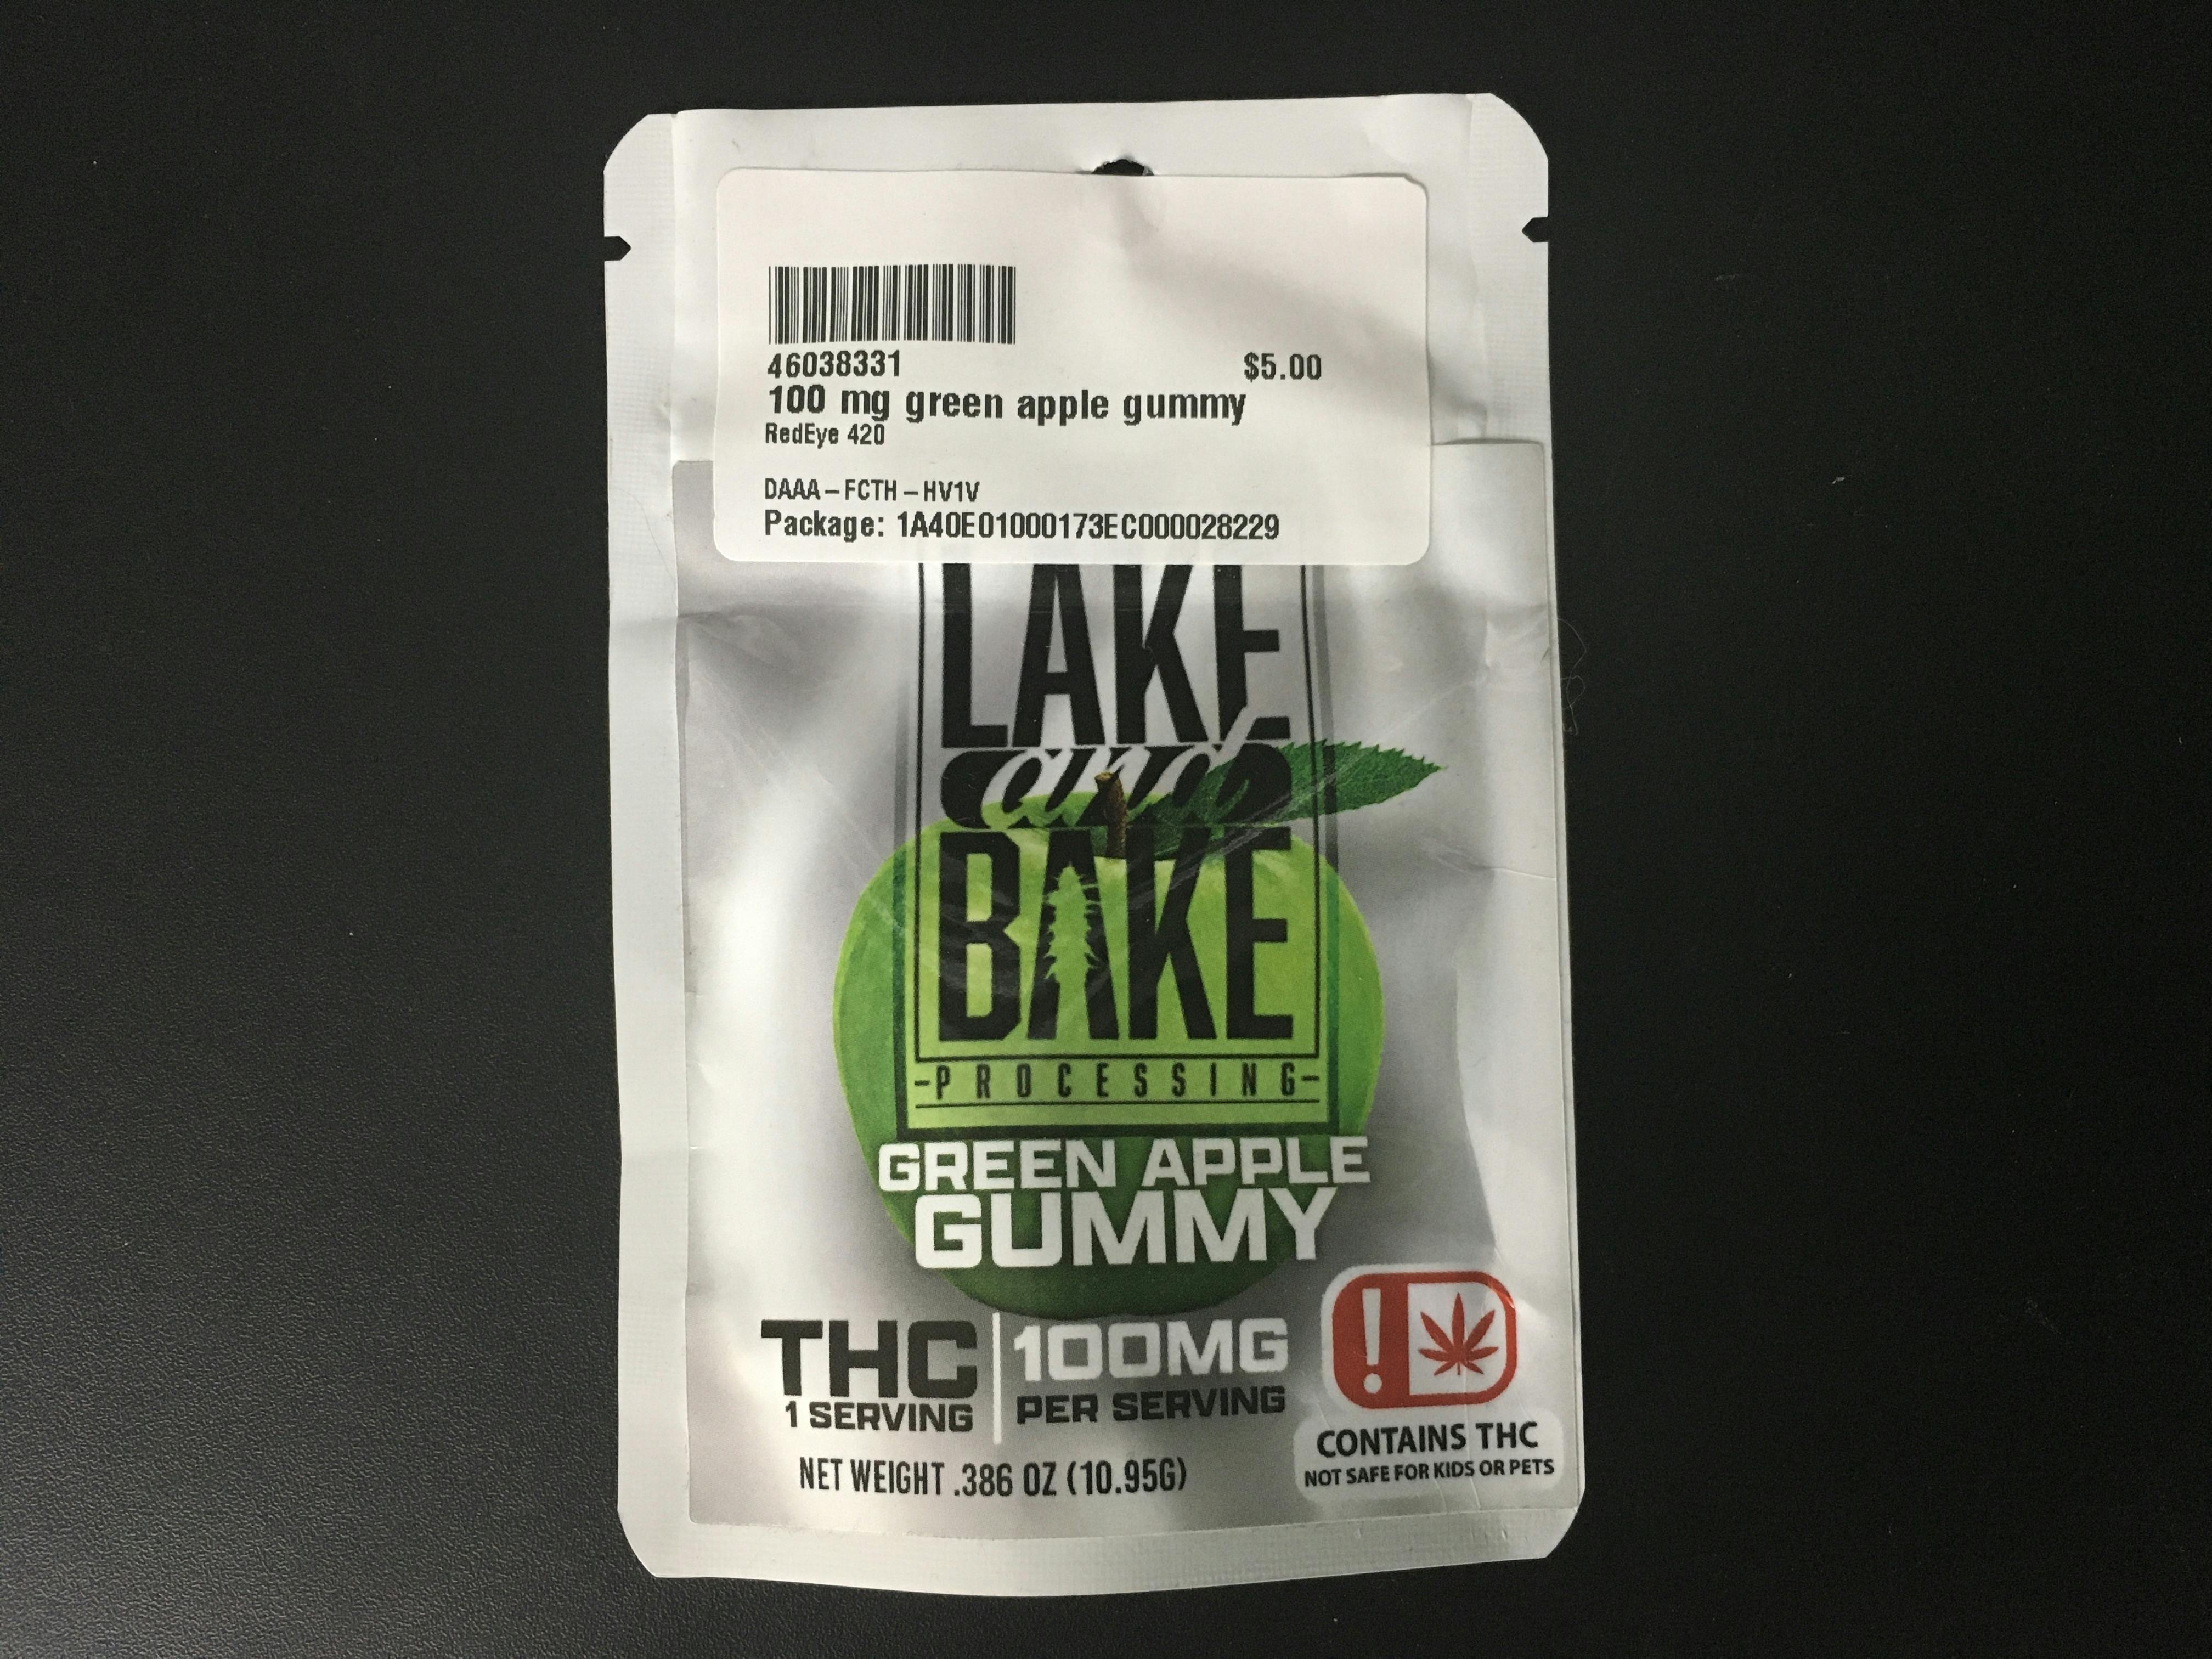 46038331 $5.00
100 mg green apple gummy
RedEye 420
DAAA – FCTH – HV1V
Package: 1A40E01000173EC000028229
LAKE
and
BAKE
-PROCESSING-
GREEN APPLE
GUMMY
THC 100MG
1 SERVING PER SERVING
NET WEIGHT .386 OZ (10.95G)
!
CONTAINS THC
NOT SAFE FOR KIDS OR PETS